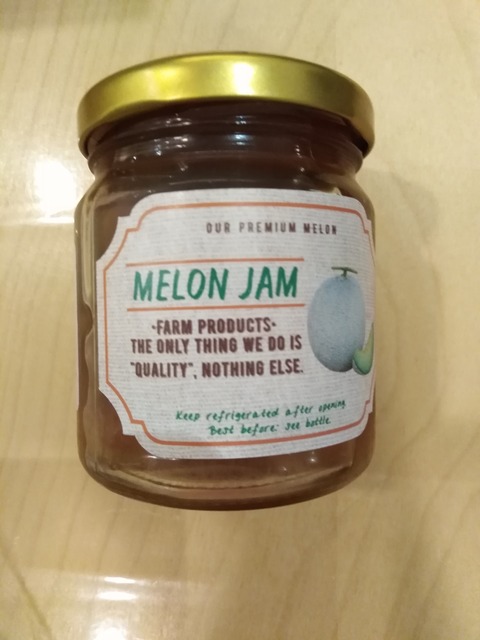 OUR PREMIUM MELON
MELON JAM
·FARM PRODUCTS·
THE ONLY THING WE DO IS
"QUALITY", NOTHING ELSE.
Keep refrigerated after opening
Best before: see bottle